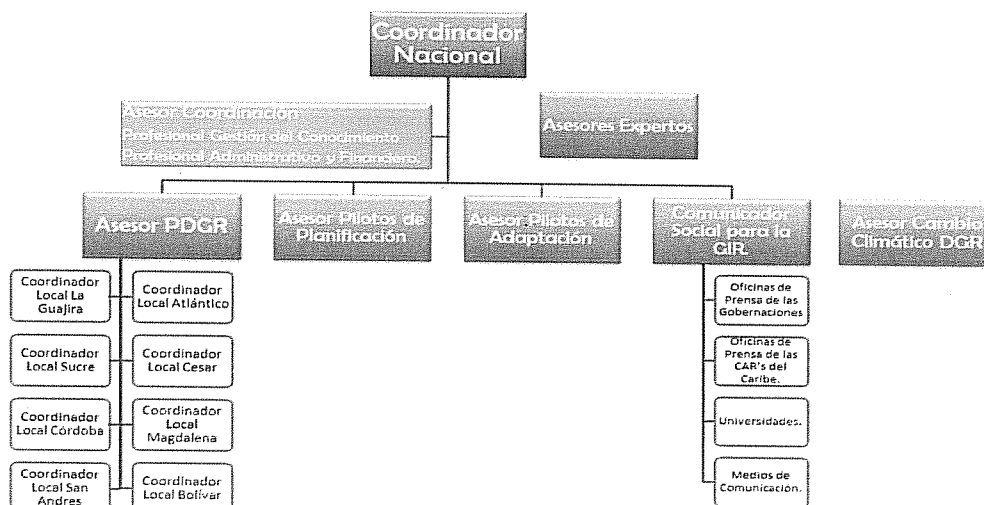 Coordinador
Nacional
Asesor Coordinación
Profesional Gestión del Conocimiento
Profesional Administrativo y Financiero.
Asesores Expertos
Asesor PDGR
Asesor Pilotos de
Planificación
Asesor Pilotos de
Adaptación
Comunicador
Social para la
GIR.
Asesor Cambio
Climático DGR
Coordinador
Local La
Guajira
Coordinador
Local Atlántico
Coordinador
Local Sucre
Coordinador
Local Cesar
Coordinador
Local Córdoba
Coordinador
Local
Magdalena
Coordinador
Local San
Andres
Coordinador
Local Bolívar
Oficinas de
Prensa de las
Gobernaciones
Oficinas de
Prensa de las
CAR's del
Caribe.
Universidades.
Medios de
Comunicación.